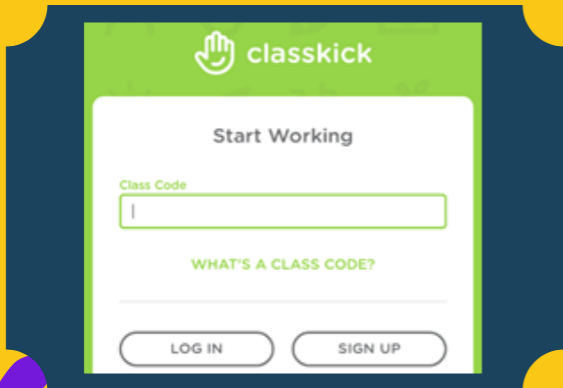 classkick
Start Working
Class Code
WHAT'S A CLASS CODE?
LOG IN
SIGN UP